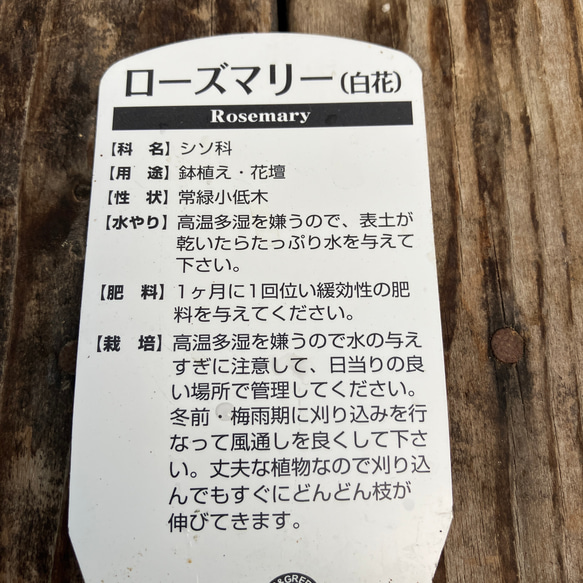 ローズマリー（白花）
Rosemary
【科　名】シソ科
【用　途】鉢植え・花壇
【性　状】常緑小低木
【水やり】高温多湿を嫌うので、表土が
乾いたらたっぷり水を与えて
下さい。
【肥　料】1ヶ月に1回位い緩効性の肥
料を与えてください。
【栽　培】高温多湿を嫌うので水の与え
すぎに注意して、日当りの良
い場所で管理してください。
冬前・梅雨期に刈り込みを行
なって風通しを良くして下さ
い。丈夫な植物なので刈り込
んでもすぐにどんどん枝が
伸びてきます。